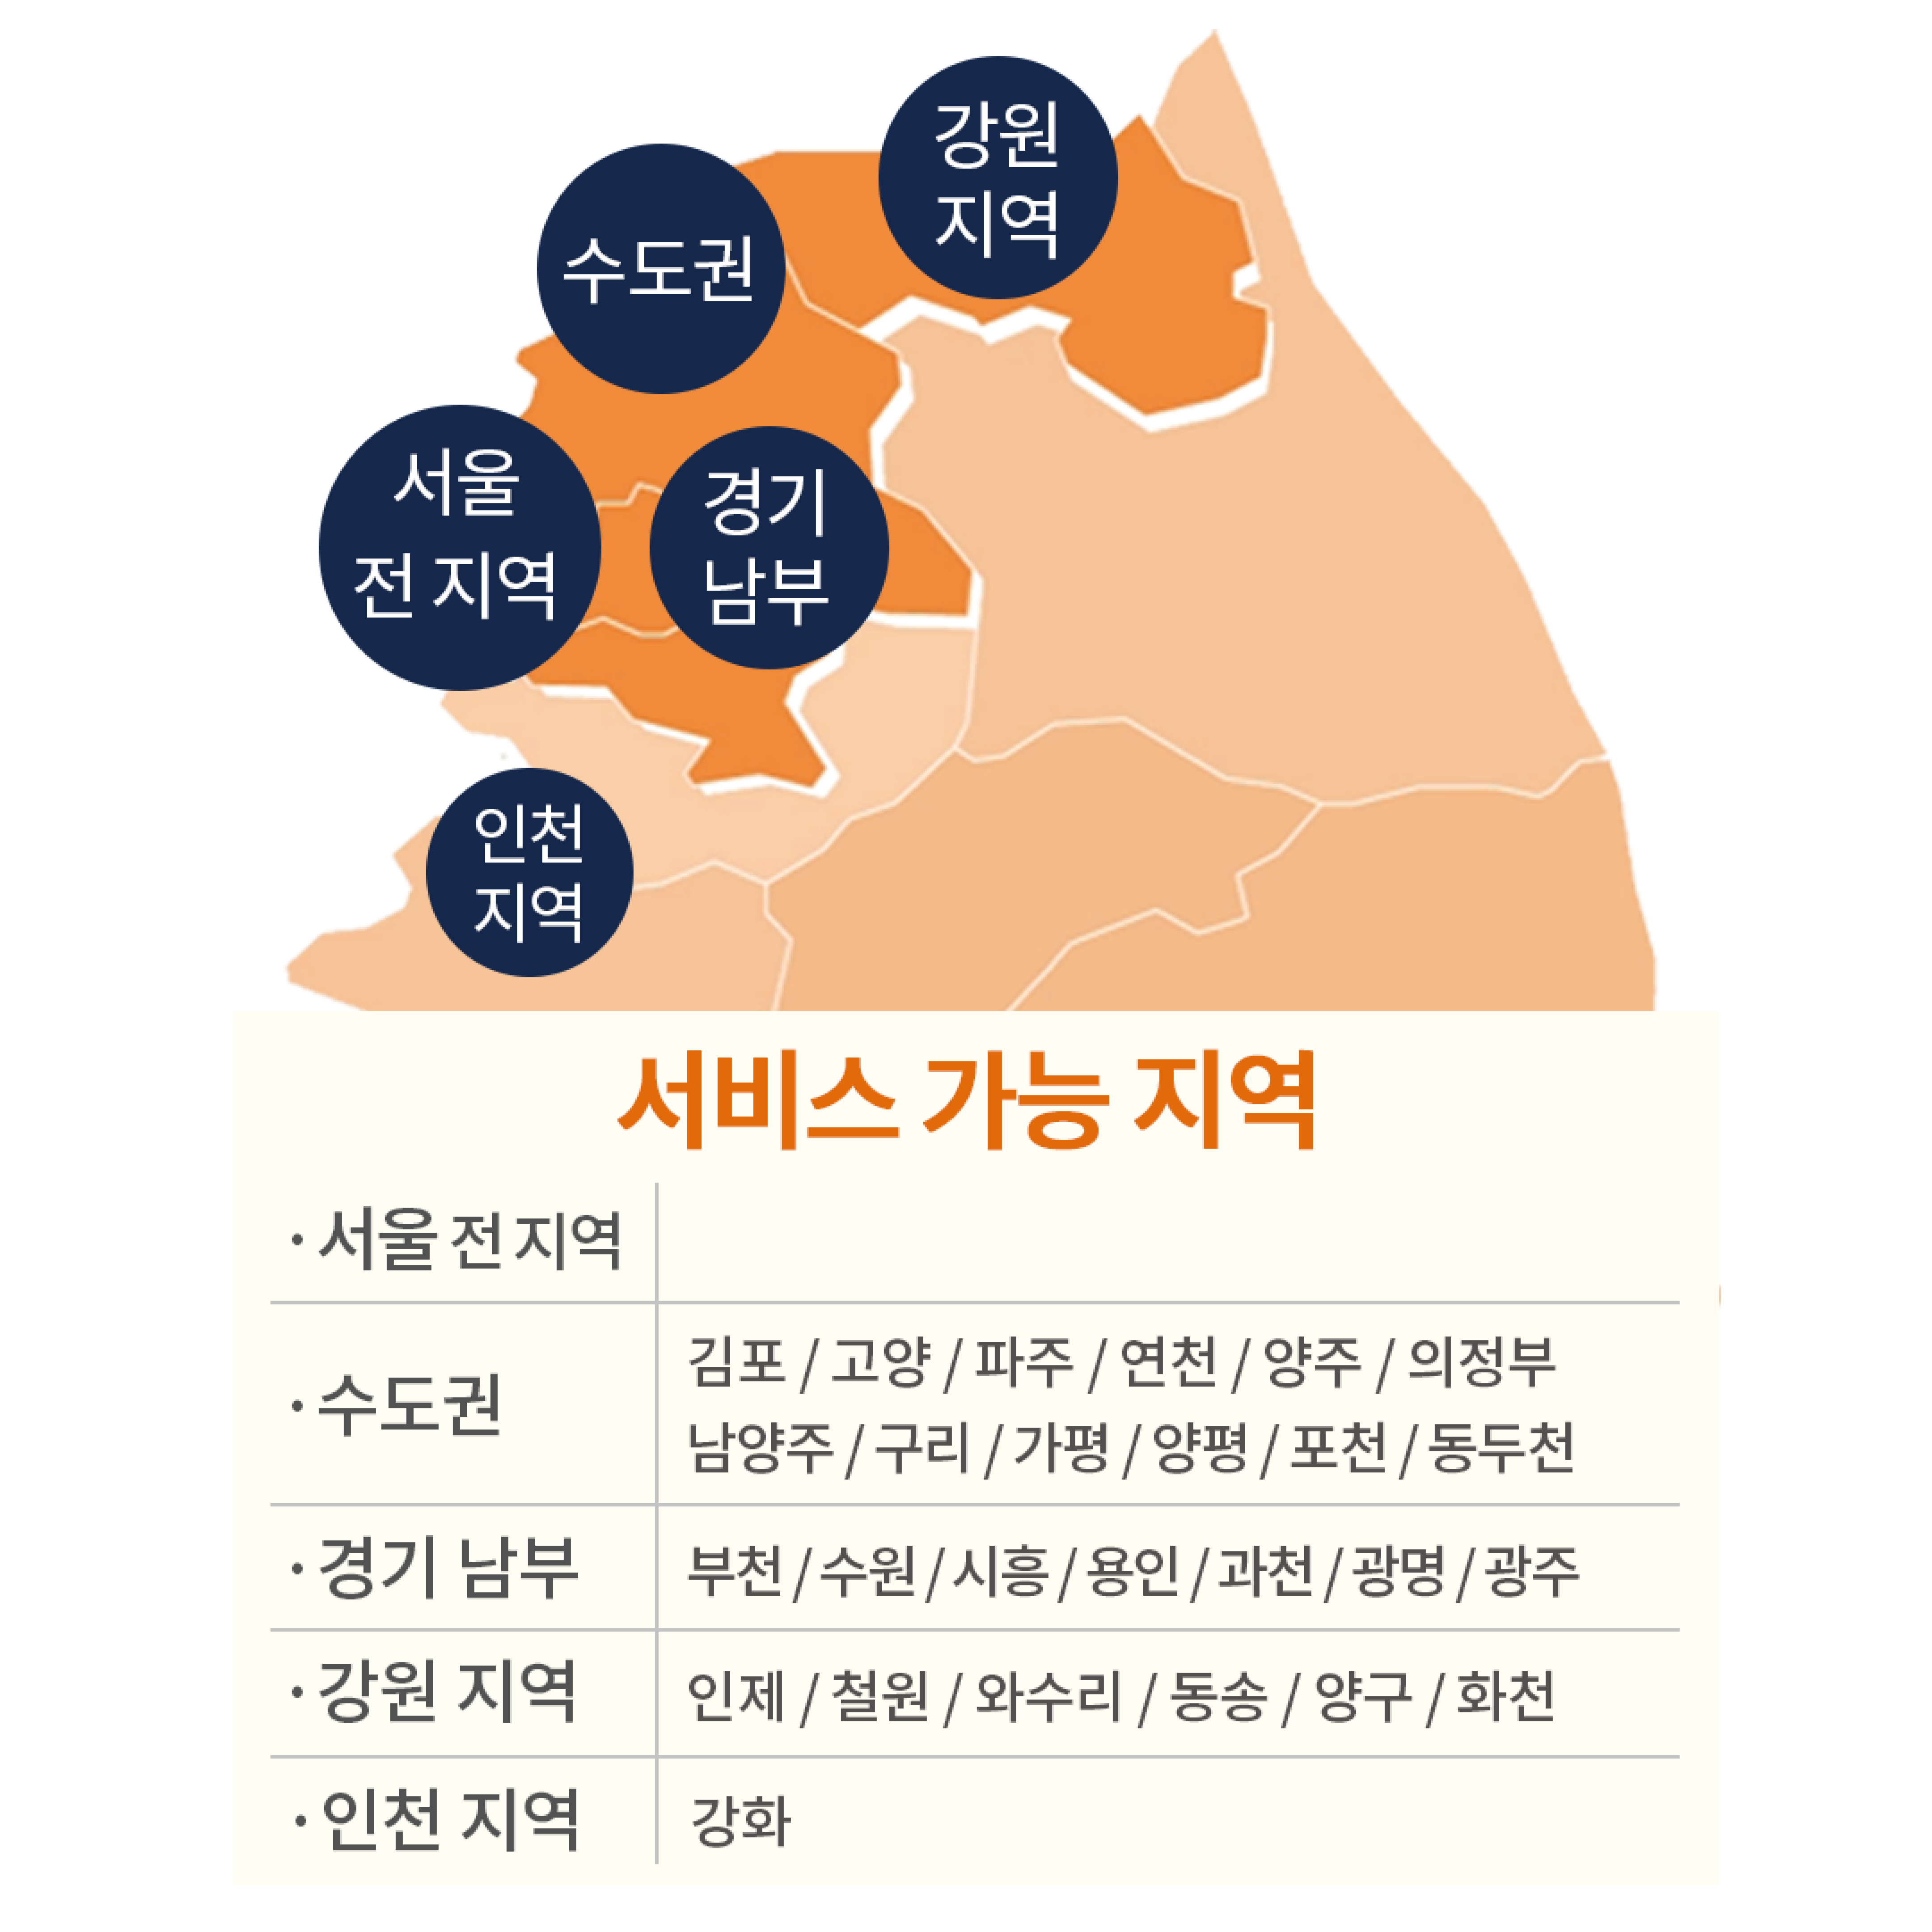 강원
지역
수도권
서울
전 지역
경기
남부
인천
지역
서비스 가능 지역
• 서울 전 지역
• 수도권
김포 / 고양 / 파주 / 연천 / 양주 / 의정부
남양주 / 구리 / 가평 / 양평 / 포천 / 동두천
• 경기 남부
부천 / 수원 / 시흥 / 용인 / 과천 / 광명 / 광주
• 강원 지역
인제 / 철원 / 와수리 / 동송 / 양구 / 화천
• 인천 지역
강화